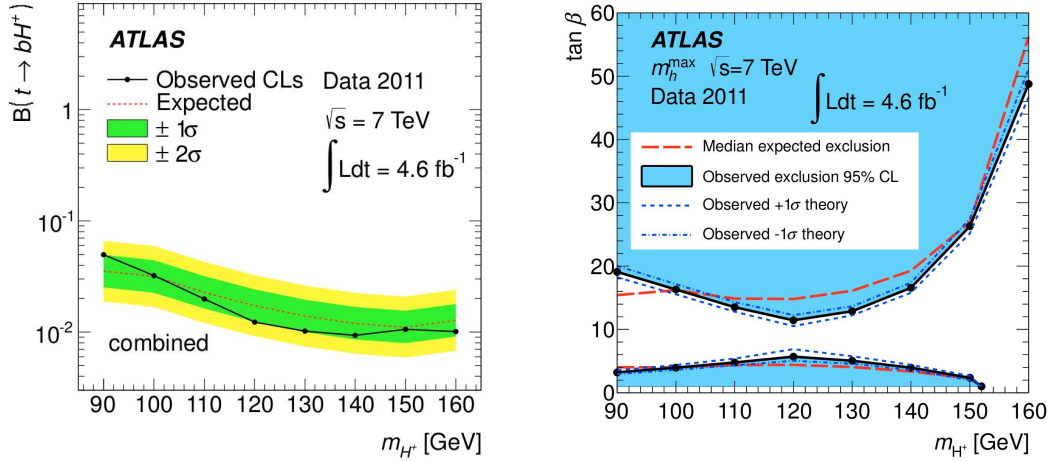 B(t → bH⁺)
ATLAS
Observed CLs
Expected
± 1σ
± 2σ
Data 2011
√s = 7 TeV
∫Ldt = 4.6 fb⁻¹
combined
1
10⁻¹
10⁻²
90 100 110 120 130 140 150 160
m_H⁺ [GeV]
tan β
ATLAS
m_h^max √s=7 TeV
Data 2011
∫Ldt = 4.6 fb⁻¹
Median expected exclusion
Observed exclusion 95% CL
Observed +1σ theory
Observed -1σ theory
60
50
40
30
20
10
0
90 100 110 120 130 140 150 160
m_H⁺ [GeV]